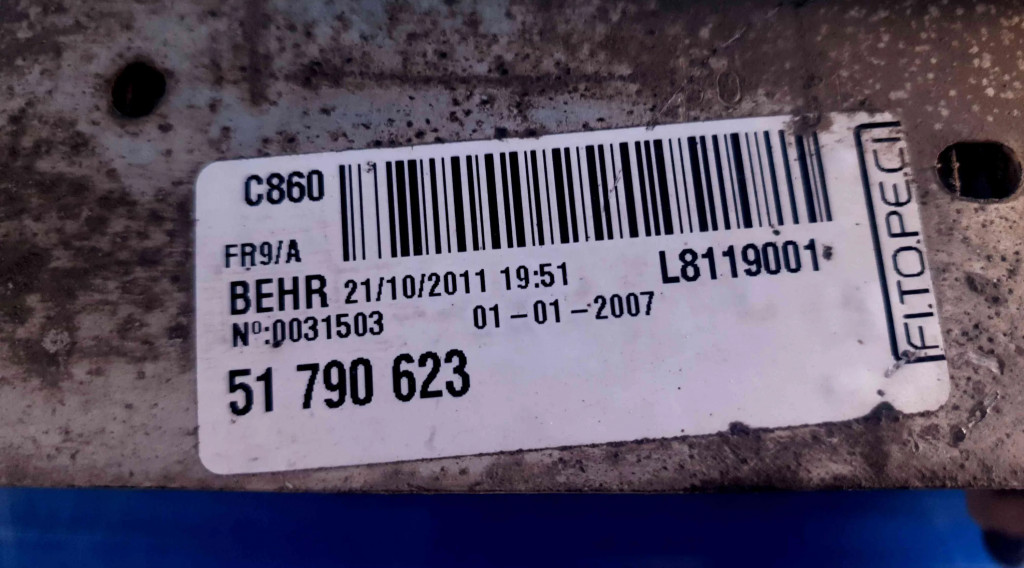 C860
FR9/A
BEHR 21/10/2011 19:51 L8119001
Nº:0031503 01-01-2007
51 790 623
F.I.TO.PE.C.I